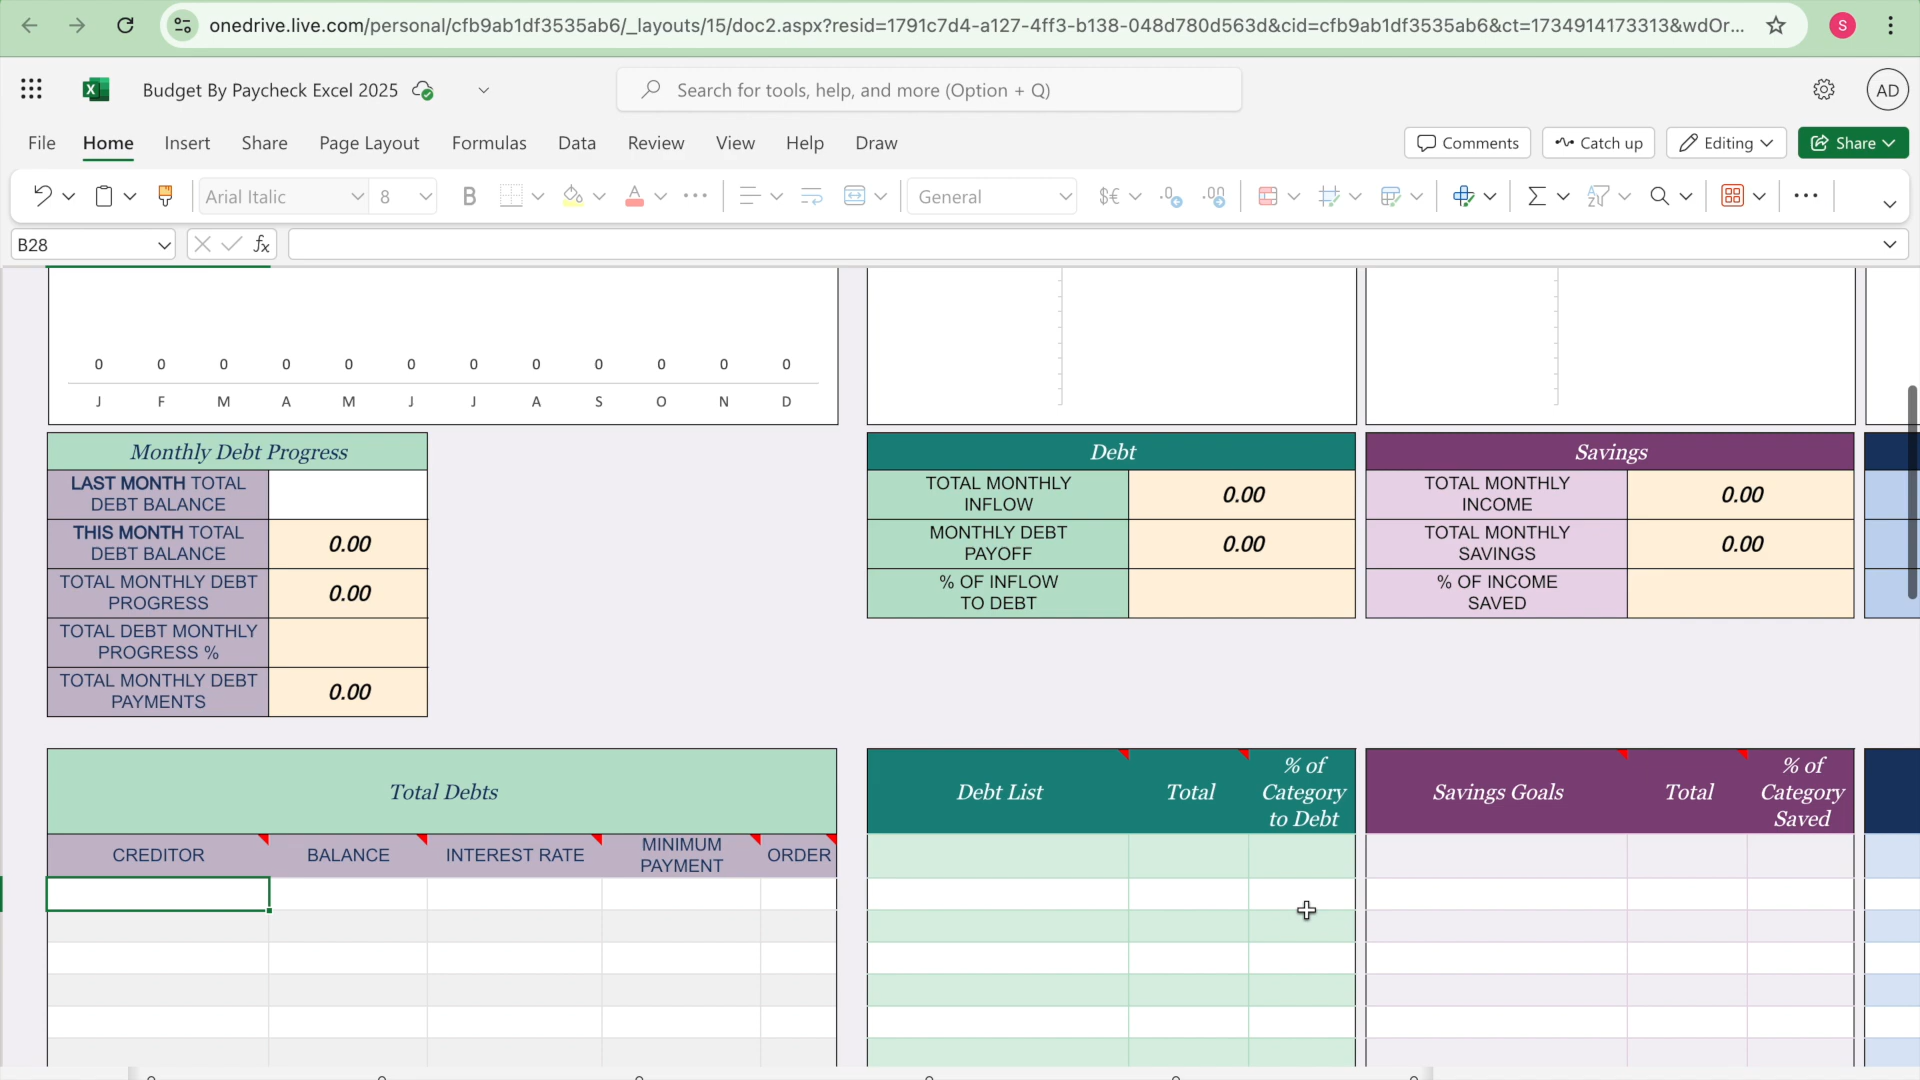 onedrive.live.com/personal/cfb9ab1df3535ab6/_layouts/15/doc2.aspx?resid=1791c7d4-a127-4ff3-b138-048d780d563d&cid=cfb9ab1df3535ab6&ct=1734914173313&wdOr...
S
Budget By Paycheck Excel 2025
Search for tools, help, and more (Option + Q)
AD
File Home Insert Share Page Layout Formulas Data Review View Help Draw
Comments Catch up Editing Share
Arial Italic 8 B A General $€
B28 fx
0 0 0 0 0 0 0 0 0 0 0 0
J F M A M J J A S O N D
Monthly Debt Progress
LAST MONTH TOTAL
DEBT BALANCE
THIS MONTH TOTAL
DEBT BALANCE
0.00
TOTAL MONTHLY DEBT
PROGRESS
0.00
TOTAL DEBT MONTHLY
PROGRESS %
TOTAL MONTHLY DEBT
PAYMENTS
0.00
Debt
TOTAL MONTHLY
INFLOW
0.00
MONTHLY DEBT
PAYOFF
0.00
% OF INFLOW
TO DEBT
Savings
TOTAL MONTHLY
INCOME
0.00
TOTAL MONTHLY
SAVINGS
0.00
% OF INCOME
SAVED
Total Debts
CREDITOR
BALANCE
INTEREST RATE
MINIMUM
PAYMENT
ORDER
Debt List
Total
% of
Category
to Debt
Savings Goals
Total
% of
Category
Saved